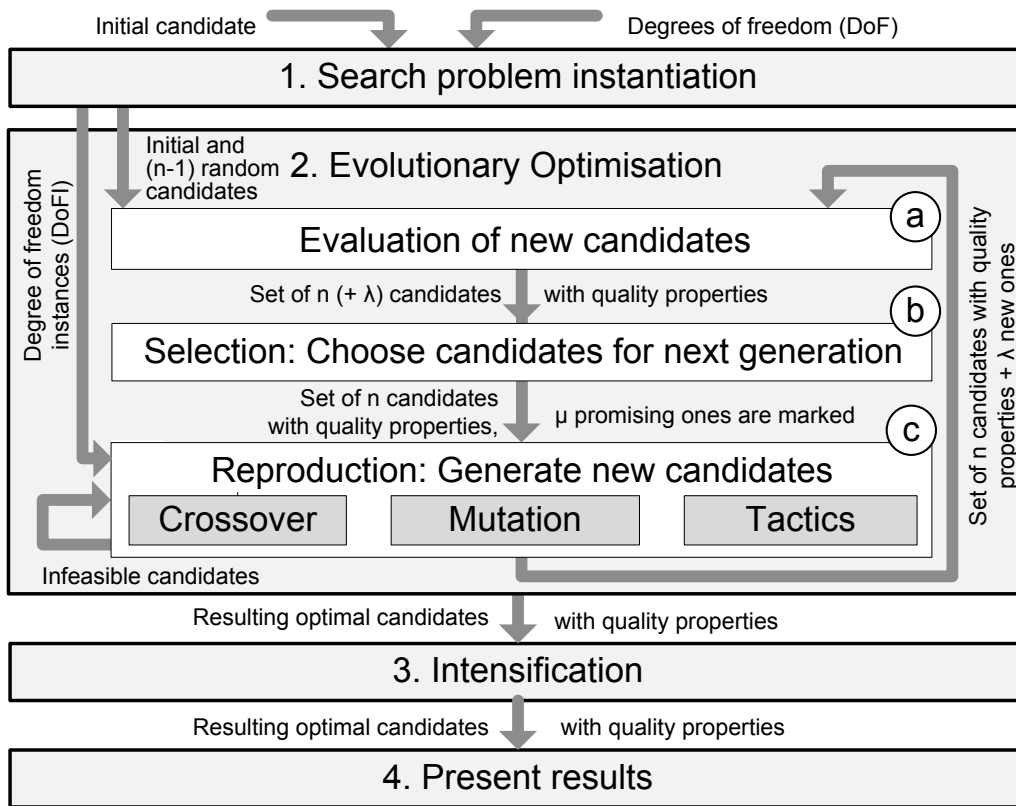 Initial candidate
Degrees of freedom (DoF)
1. Search problem instantiation
Initial and
(n-1) random
candidates
2. Evolutionary Optimisation
Degree of freedom
instances (DoFI)
a
Evaluation of new candidates
Set of n (+ λ) candidates
with quality properties
b
Selection: Choose candidates for next generation
Set of n candidates
with quality properties,
μ promising ones are marked
c
Reproduction: Generate new candidates
Crossover
Mutation
Tactics
Infeasible candidates
Set of n candidates with quality
properties + λ new ones
Resulting optimal candidates
with quality properties
3. Intensification
Resulting optimal candidates
with quality properties
4. Present results